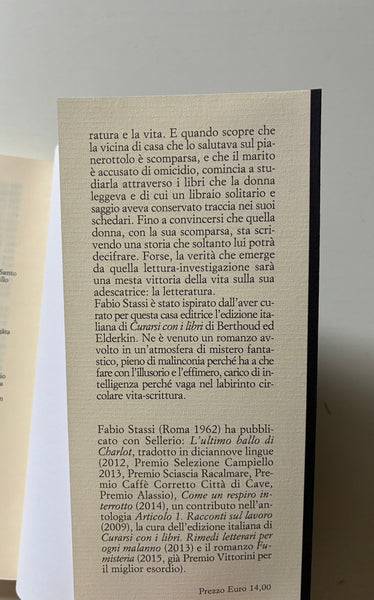 ratura e la vita. E quando scopre che
la vicina di casa che lo salutava sul pia-
nerottolo è scomparsa, e che il marito
è accusato di omicidio, comincia a stu-
diarla attraverso i libri che la donna
leggeva e di cui un libraio solitario e
saggio aveva conservato traccia nei suoi
schedari. Fino a convincersi che quella
donna, con la sua scomparsa, sta scri-
vendo una storia che soltanto lui potrà
decifrare. Forse, la verità che emerge
da quella lettura-investigazione sarà
una mesta vittoria della vita sulla sua
adescatrice: la letteratura.
Fabio Stassi è stato ispirato dall'aver cu-
rato per questa casa editrice l'edizione ita-
liana di Curarsi con i libri di Berthoud ed
Elderkin. Ne è venuto un romanzo av-
volto in un'atmosfera di mistero fanta-
stico, pieno di malinconia perché ha a che
fare con l'illusorio e l'effimero, carico di in-
telligenza perché vaga nel labirinto cir-
colare vita-scrittura.
Fabio Stassi (Roma 1962) ha pubbli-
cato con Sellerio: L'ultimo ballo di
Charlot, tradotto in diciannove lingue
(2012, Premio Selezione Campiello
2013, Premio Sciascia Racalmare, Pre-
mio Caffè Corretto Città di Cave,
Premio Alassio), Come un respiro in-
terrotto (2014), un contributo nell'an-
tologia Articolo 1. Racconti sul lavoro
(2009), la cura dell'edizione italiana di
Curarsi con i libri. Rimedi letterari per
ogni malanno (2013) e il romanzo Fu-
misteria (2015, già Premio Vittorini per
il miglior esordio).
Prezzo Euro 14,00
Santo